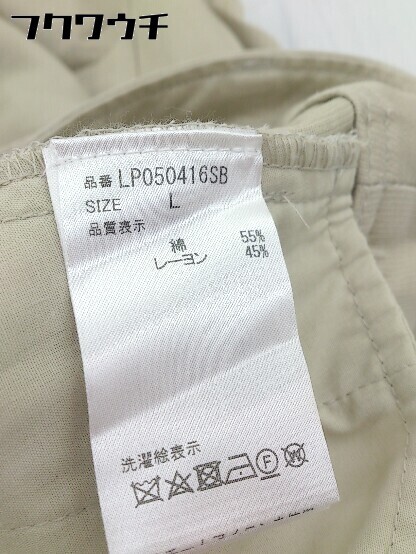 フクワウチ
品番 LP050416SB
SIZE L
品質表示
綿 55%
レーヨン 45%
洗濯絵表示